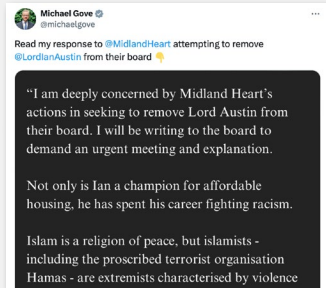 Michael Gove
@michaelgove
Read my response to @MidlandHeart attempting to remove
@LordIanAustin from their board 👇
“I am deeply concerned by Midland Heart’s
actions in seeking to remove Lord Austin from
their board. I will be writing to the board to
demand an urgent meeting and explanation.
Not only is Ian a champion for affordable
housing, he has spent his career fighting racism.
Islam is a religion of peace, but islamists -
including the proscribed terrorist organisation
Hamas - are extremists characterised by violence